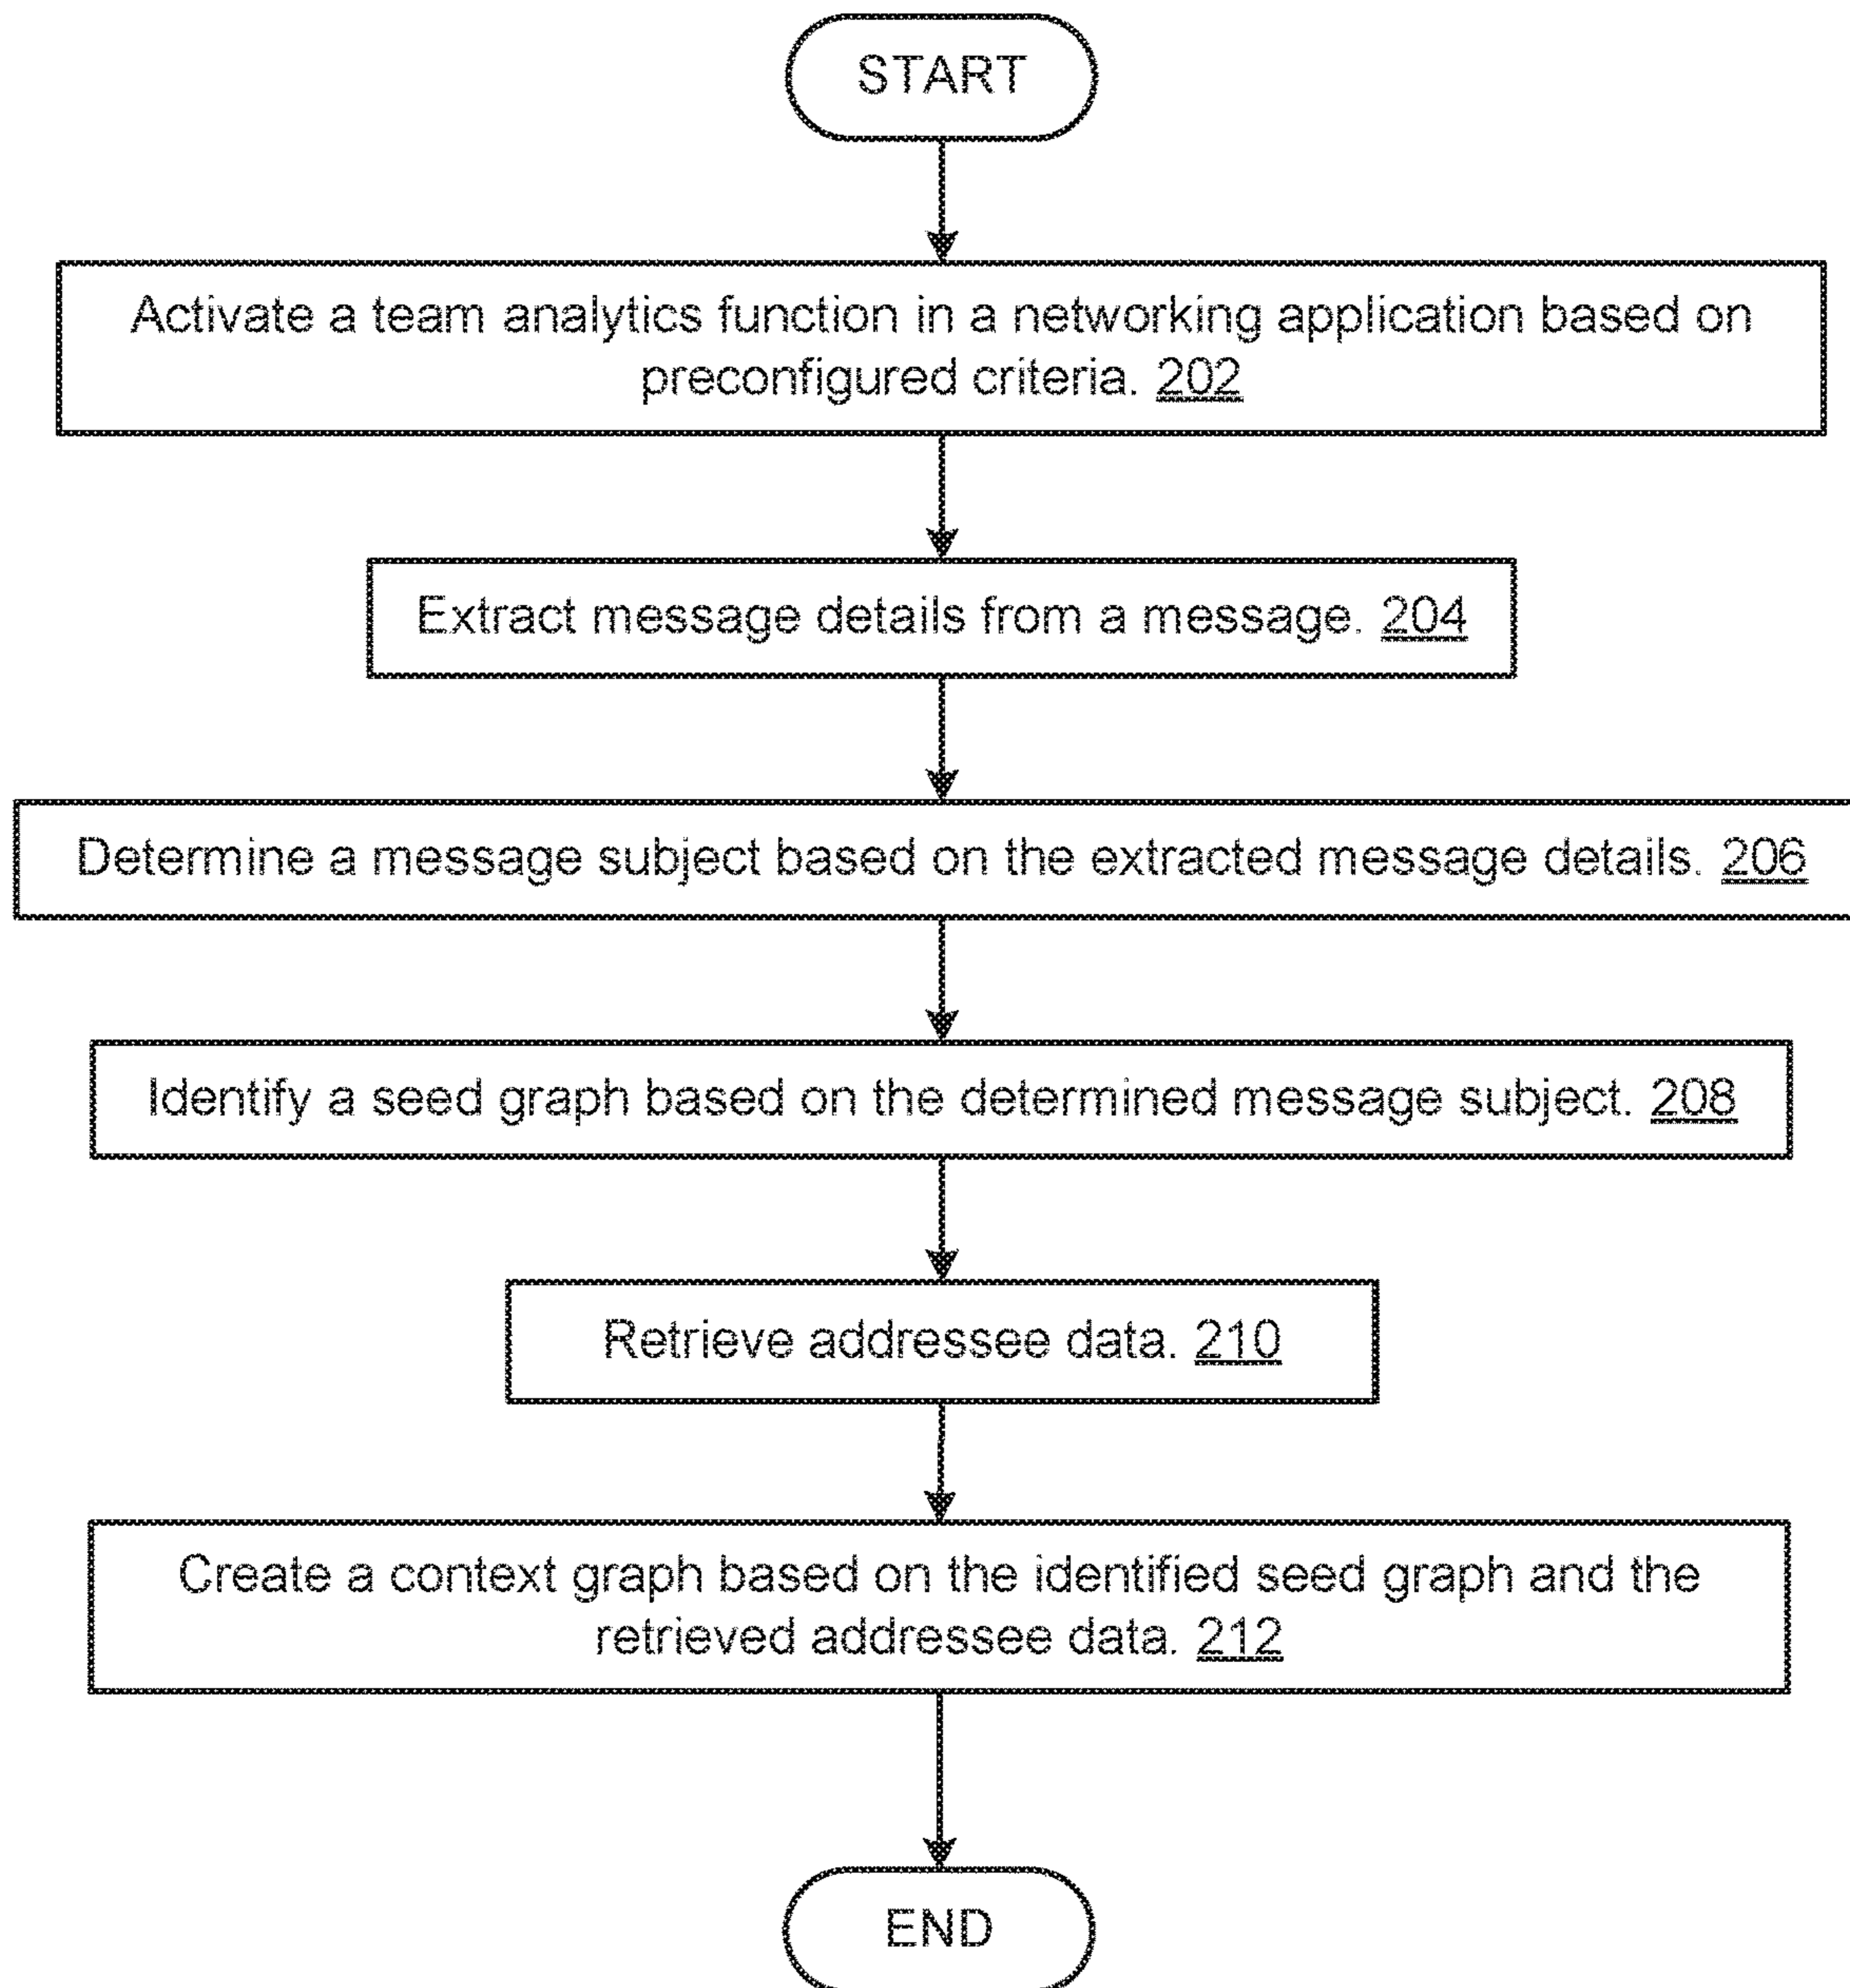 START
Activate a team analytics function in a networking application based on
preconfigured criteria. 202
Extract message details from a message. 204
Determine a message subject based on the extracted message details. 206
Identify a seed graph based on the determined message subject. 208
Retrieve addressee data. 210
Create a context graph based on the identified seed graph and the
retrieved addressee data. 212
END